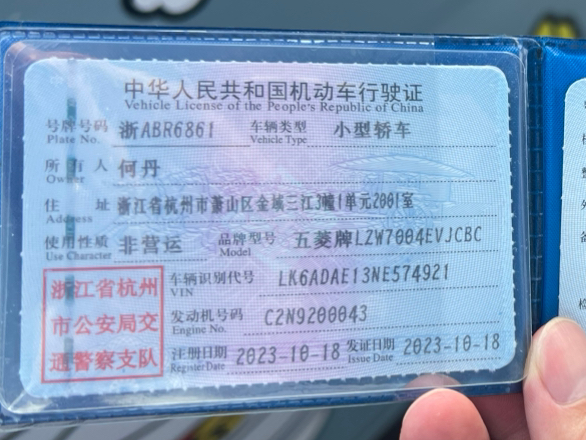 中华人民共和国机动车行驶证
Vehicle License of the People's Republic of China
号牌号码 浙ABR6861 车辆类型 小型轿车
Plate No. Vehicle Type
所有人 何丹
Owner
住址 浙江省杭州市萧山区金域三江3幢1单元2001室
Address
使用性质 非营运 品牌型号 五菱牌LZW7004EVJCBC
Use Character Model
浙江省杭州
市公安局交
通警察支队
车辆识别代号 LK6ADAE13NE574921
VIN
发动机号码 C2N9200043
Engine No.
注册日期 2023-10-18 发证日期 2023-10-18
Register Date Issue Date